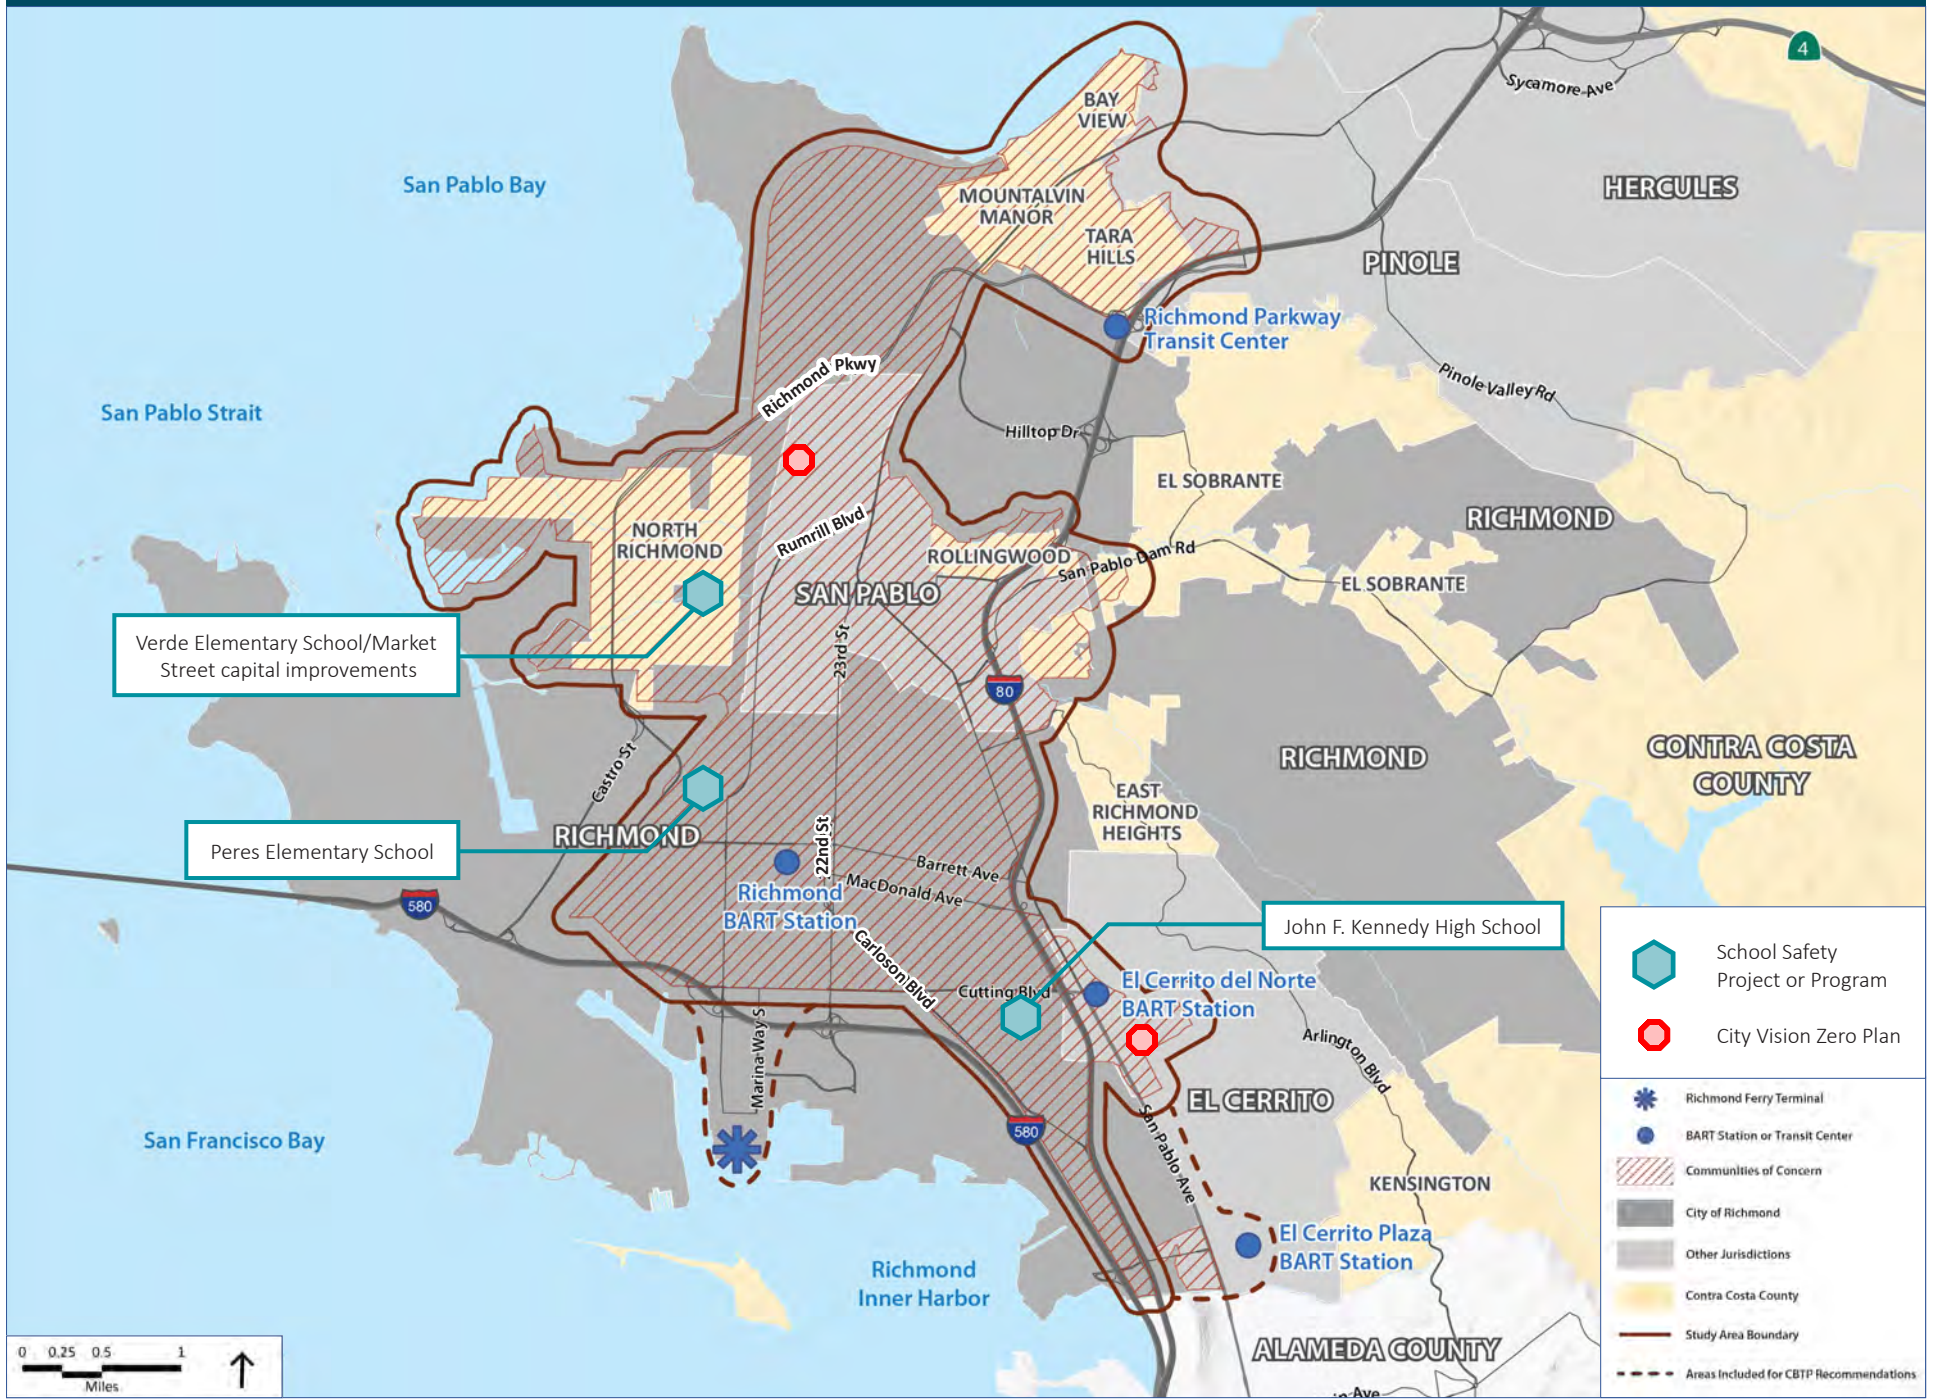 4
Sycamore Ave
BAY
VIEW
San Pablo Bay
HERCULES
MOUNTALVIN
MANOR
TARA
HILLS
PINOLE
Richmond Parkway
Transit Center
Richmond Pkwy
Pinole Valley Rd
San Pablo Strait
Hilltop Dr
EL SOBRANTE
RICHMOND
NORTH
RICHMOND
Rumrill Blvd
ROLLINGWOOD
San Pablo Dam Rd
EL SOBRANTE
SAN PABLO
Verde Elementary School/Market
Street capital improvements
23rd St
80
Castro St
RICHMOND
CONTRA COSTA
COUNTY
EAST
RICHMOND
HEIGHTS
RICHMOND
Peres Elementary School
22nd St
Barrett Ave
MacDonald Ave
Richmond
BART Station
580
John F. Kennedy High School
Carloson Blvd
Cutting Blvd
El Cerrito del Norte
BART Station
Marina Way S
Arlington Blvd
EL CERRITO
580
San Pablo Ave
San Francisco Bay
KENSINGTON
El Cerrito Plaza
BART Station
Richmond
Inner Harbor
ALAMEDA COUNTY
in Ave
School Safety
Project or Program
City Vision Zero Plan
Richmond Ferry Terminal
BART Station or Transit Center
Communities of Concern
City of Richmond
Other Jurisdictions
Contra Costa County
Study Area Boundary
Areas Included for CBTP Recommendations
0 0.25 0.5 1
Miles